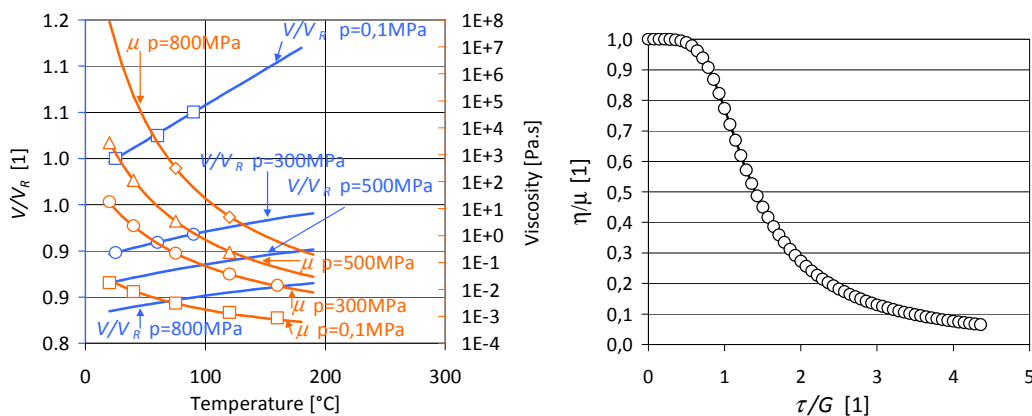 1.2
1.1
1.1
1.0
1.0
0.9
0.9
0.8
V/V_R [1]
0
100
200
300
Temperature [°C]
1E+8
1E+7
1E+6
1E+5
1E+4
1E+3
1E+2
1E+1
1E+0
1E-1
1E-2
1E-3
1E-4
Viscosity [Pa.s]
μ p=800MPa
V/V_R p=0,1MPa
V/V_R p=300MPa
V/V_R p=500MPa
μ p=500MPa
μ p=300MPa
μ p=0,1MPa
V/V_R p=800MPa
1,0
0,9
0,8
0,7
0,6
0,5
0,4
0,3
0,2
0,1
0,0
η/μ [1]
0
1
2
3
4
5
τ/G [1]